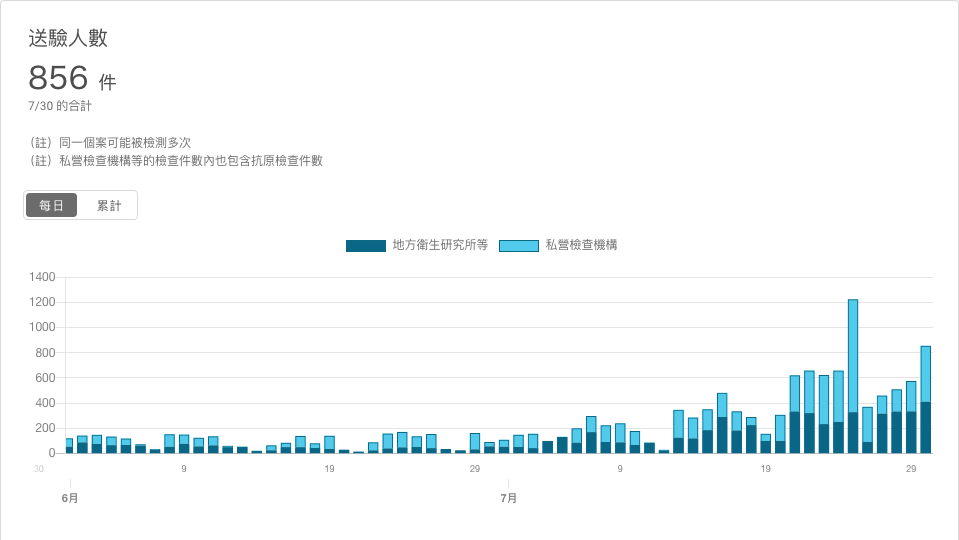 送驗人數
856 件
7/30 的合計
（註）同一個案可能被檢測多次
（註）私營檢查機構等的檢查件數內也包含抗原檢查件數
每日 累計
地方衛生研究所等 私營檢查機構
1400
1200
1000
800
600
400
200
0
30 9 19 29 9 19 29
6月 7月